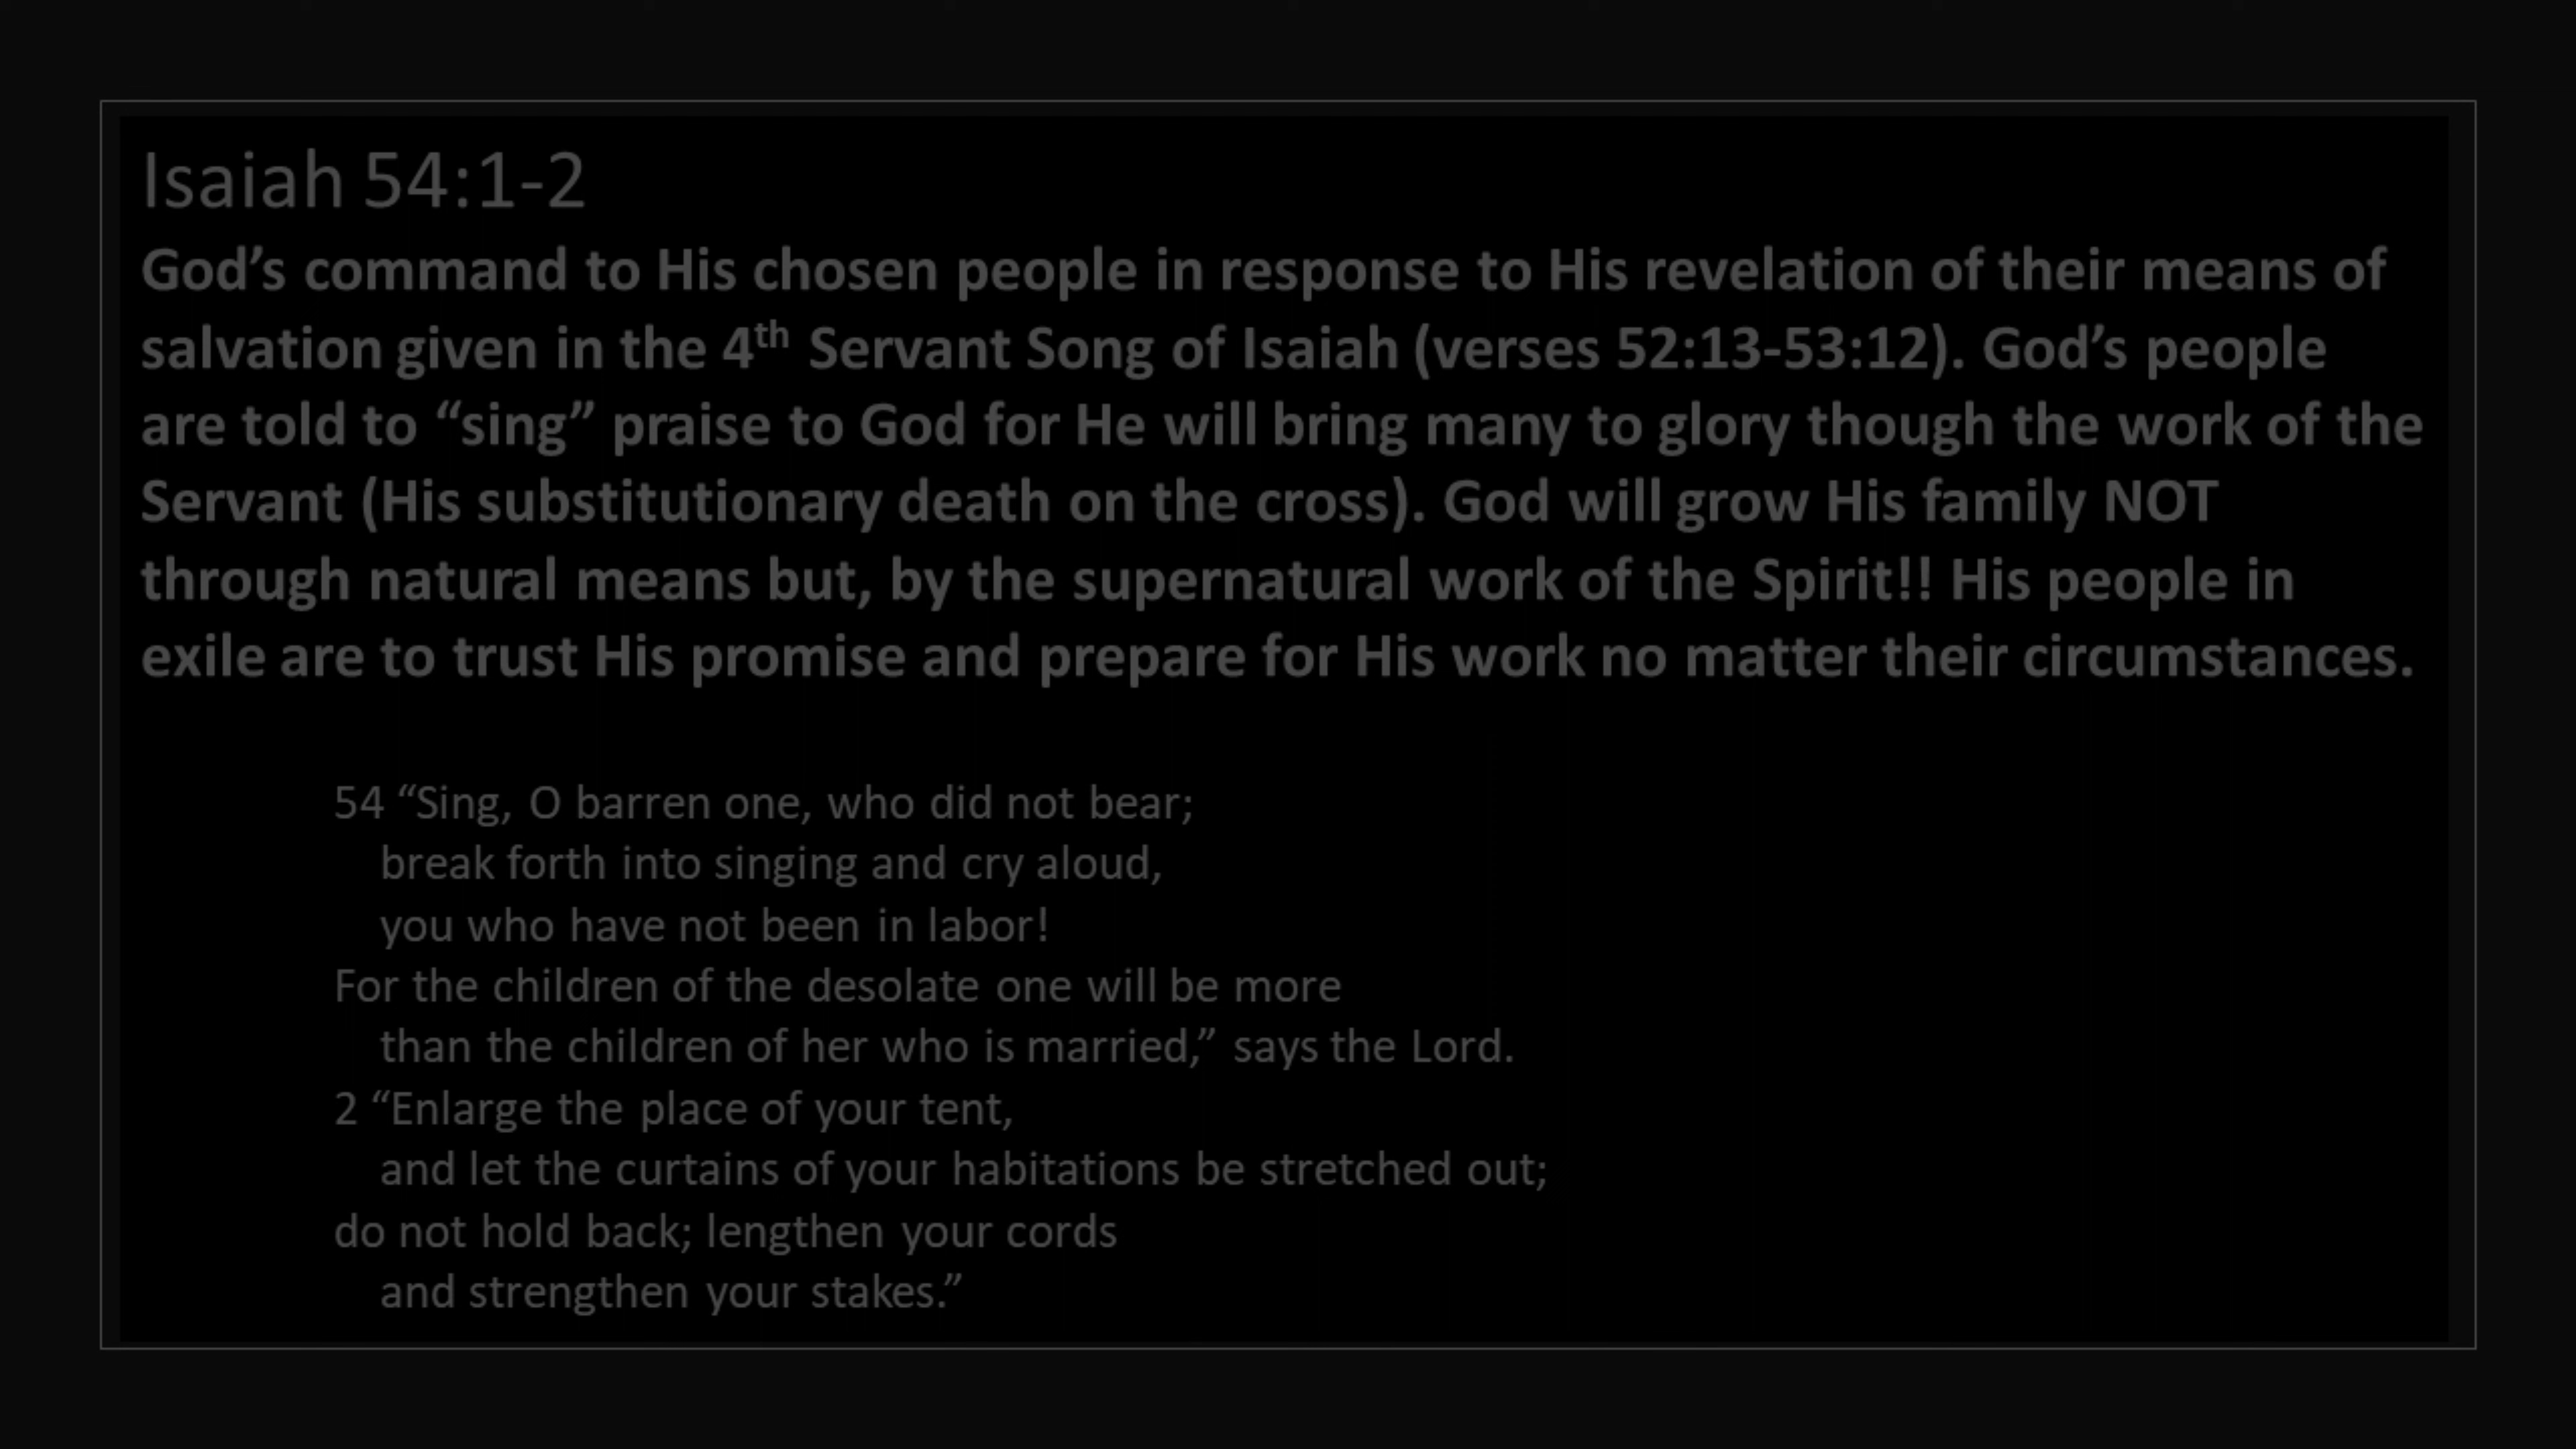 Isaiah 54:1-2
God’s command to His chosen people in response to His revelation of their means of
salvation given in the 4th Servant Song of Isaiah (verses 52:13-53:12). God’s people
are told to “sing” praise to God for He will bring many to glory though the work of the
Servant (His substitutionary death on the cross). God will grow His family NOT
through natural means but, by the supernatural work of the Spirit!! His people in
exile are to trust His promise and prepare for His work no matter their circumstances.
54 “Sing, O barren one, who did not bear;
break forth into singing and cry aloud,
you who have not been in labor!
For the children of the desolate one will be more
than the children of her who is married,” says the Lord.
2 “Enlarge the place of your tent,
and let the curtains of your habitations be stretched out;
do not hold back; lengthen your cords
and strengthen your stakes.”